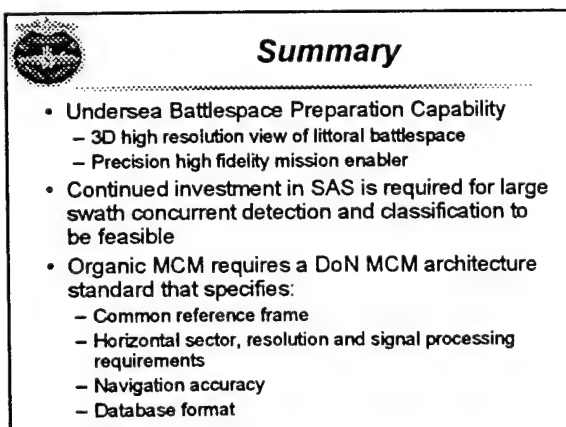 Summary
• Undersea Battlespace Preparation Capability
– 3D high resolution view of littoral battlespace
– Precision high fidelity mission enabler
• Continued investment in SAS is required for large
swath concurrent detection and classification to
be feasible
• Organic MCM requires a DoN MCM architecture
standard that specifies:
– Common reference frame
– Horizontal sector, resolution and signal processing
requirements
– Navigation accuracy
– Database format